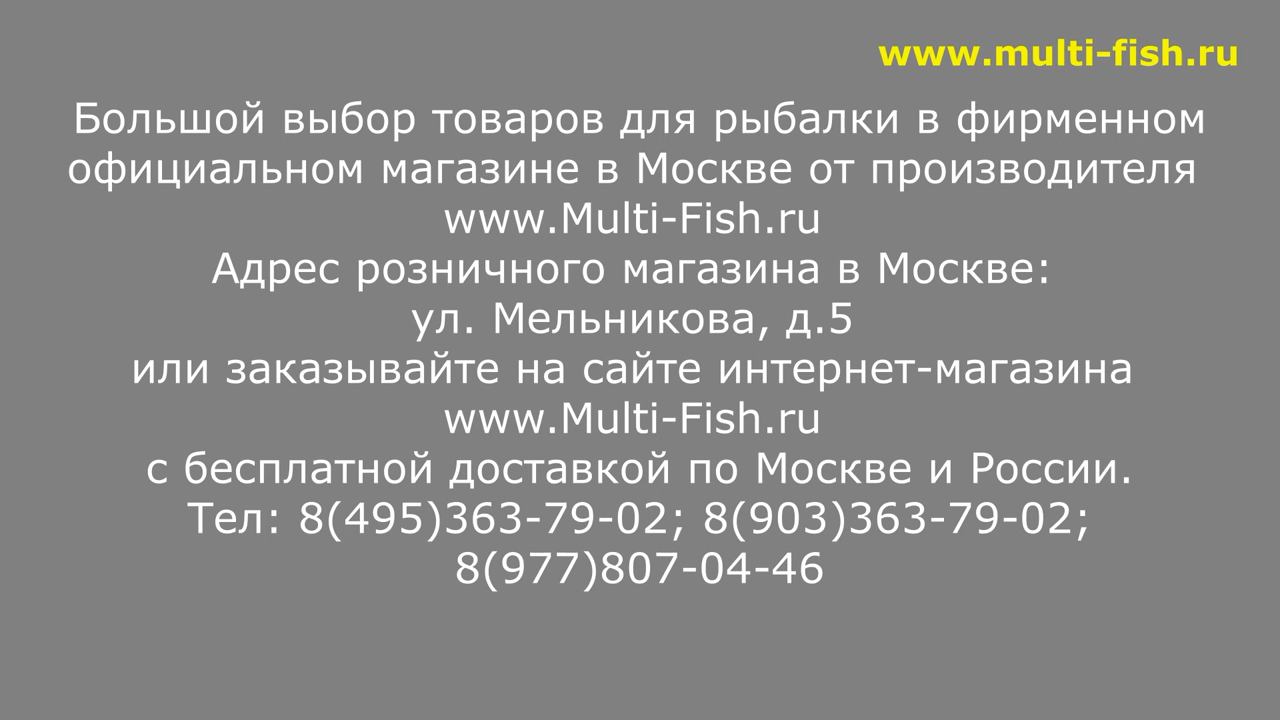 www.multi-fish.ru
Большой выбор товаров для рыбалки в фирменном
официальном магазине в Москве от производителя
www.Multi-Fish.ru
Адрес розничного магазина в Москве:
ул. Мельникова, д.5
или заказывайте на сайте интернет-магазина
www.Multi-Fish.ru
с бесплатной доставкой по Москве и России.
Тел: 8(495)363-79-02; 8(903)363-79-02;
8(977)807-04-46